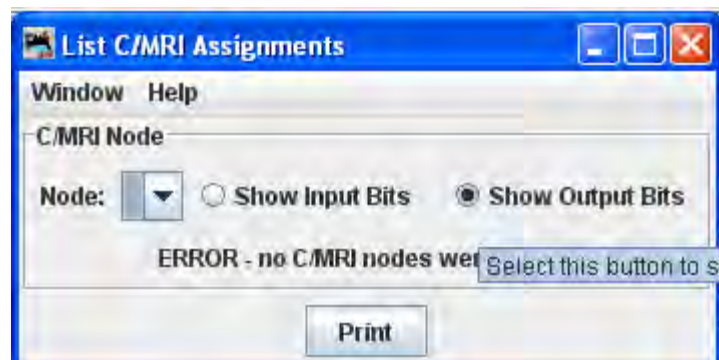 List C/MRI Assignments
Window Help
C/MRI Node
Node: Show Input Bits Show Output Bits
ERROR - no C/MRI nodes wer
Select this button to s
Print